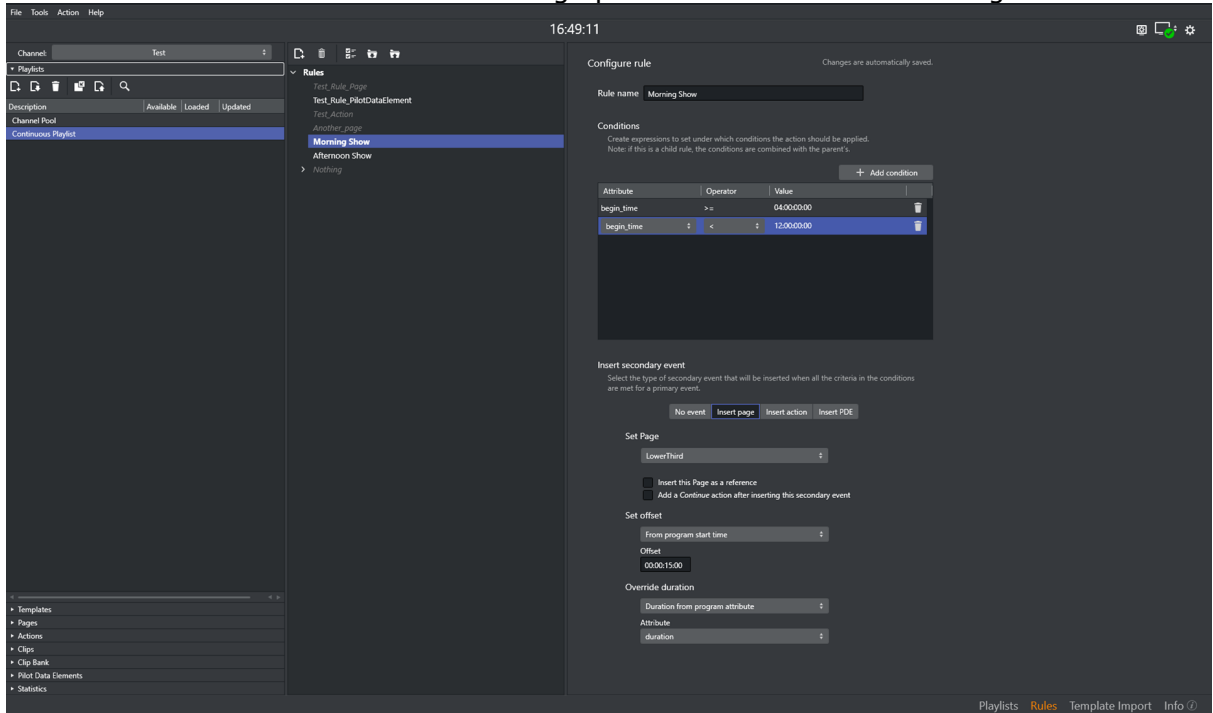 File Tools Action Help
16:49:11
Channel: Test
Playlists
Description Available Loaded Updated
Channel Pool
Continuous Playlist
Templates
Pages
Actions
Clips
Clip Bank
Pilot Data Elements
Statistics
Rules
Test_Rule_Page
Test_Rule_PilotDataElement
Test_Action
Another_page
Morning Show
Afternoon Show
Nothing
Configure rule
Changes are automatically saved.
Rule name Morning Show
Conditions
Create expressions to set under which conditions the action should be applied.
Note: if this is a child rule, the conditions are combined with the parent's.
+ Add condition
Attribute Operator Value
begin_time >= 04:00:00:00
begin_time < 12:00:00:00
Insert secondary event
Select the type of secondary event that will be inserted when all the criteria in the conditions
are met for a primary event.
No event Insert page Insert action Insert PDE
Set Page
LowerThird
Insert this Page as a reference
Add a Continue action after inserting this secondary event
Set offset
From program start time
Offset
00:00:15:00
Override duration
Duration from program attribute
Attribute
duration
Playlists Rules Template Import Info